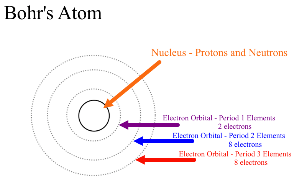 Bohr's Atom
Nucleus - Protons and Neutrons
Electron Orbital - Period 1 Elements
2 electrons
Electron Orbital - Period 2 Elements
8 electrons
Electron Orbital - Period 3 Elements
8 electrons